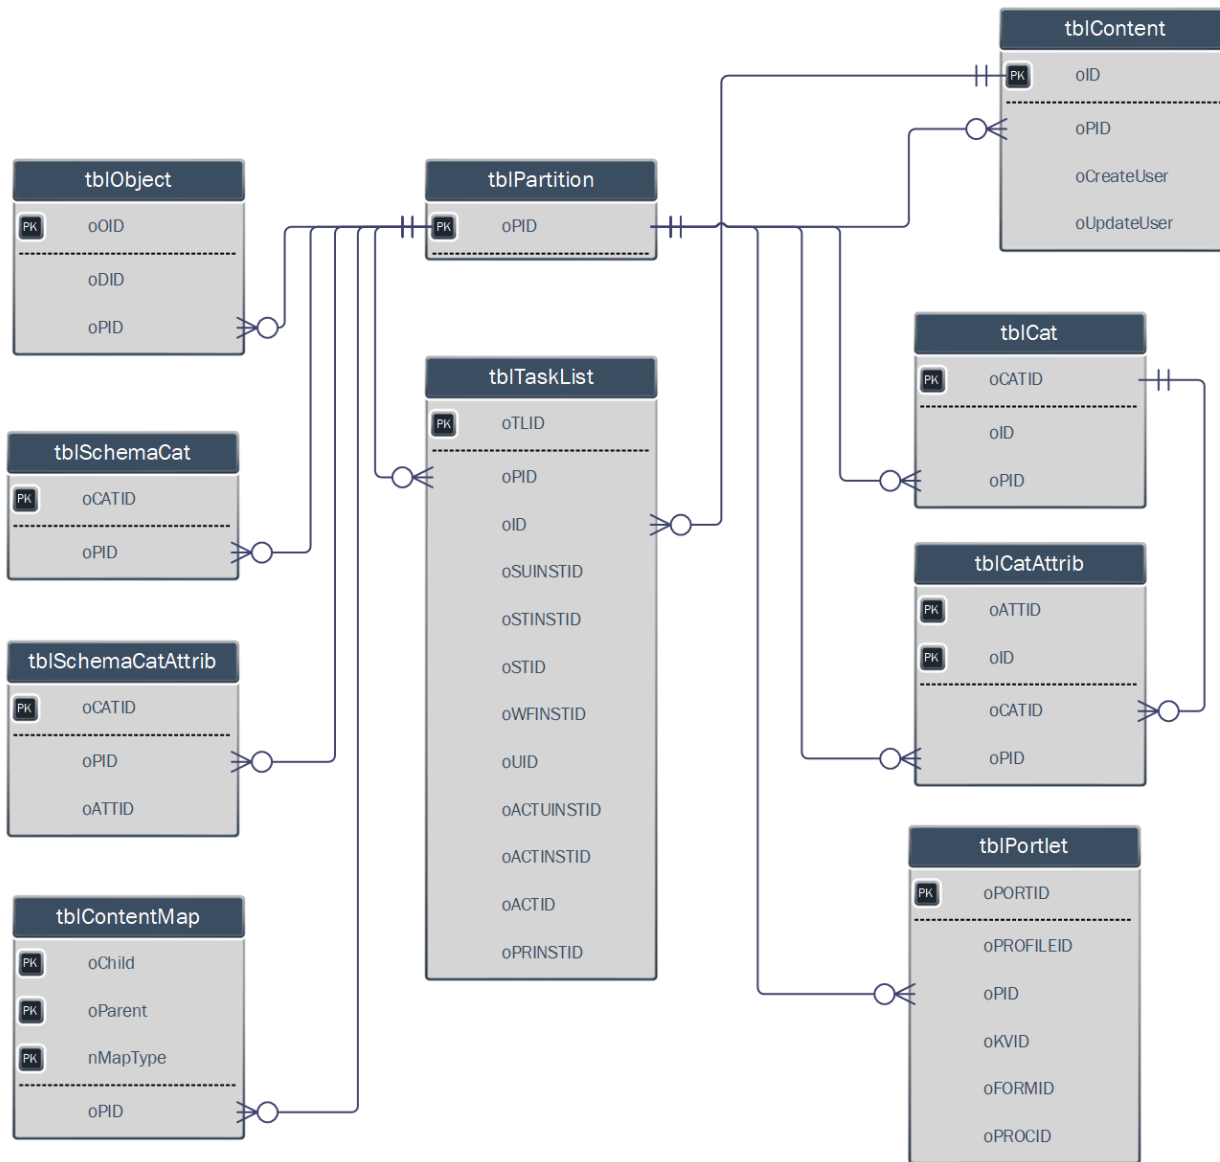 tblContent
PK oID
oPID
oCreateUser
oUpdateUser
tblObject
PK oOID
oDID
oPID
tblPartition
PK oPID
tblTaskList
PK oTLID
oPID
oID
oSUINSTID
oSTINSTID
oSTID
oWFINSTID
oUID
oACTUINSTID
oACTINSTID
oACTID
oPRINSTID
tblCat
PK oCATID
oID
oPID
tblSchemaCat
PK oCATID
oPID
tblCatAttrib
PK oATTID
PK oID
oCATID
oPID
tblSchemaCatAttrib
PK oCATID
oPID
oATTID
tblPortlet
PK oPORTID
oPROFILEID
oPID
oKVID
oFORMID
oPROCID
tblContentMap
PK oChild
PK oParent
PK nMapType
oPID